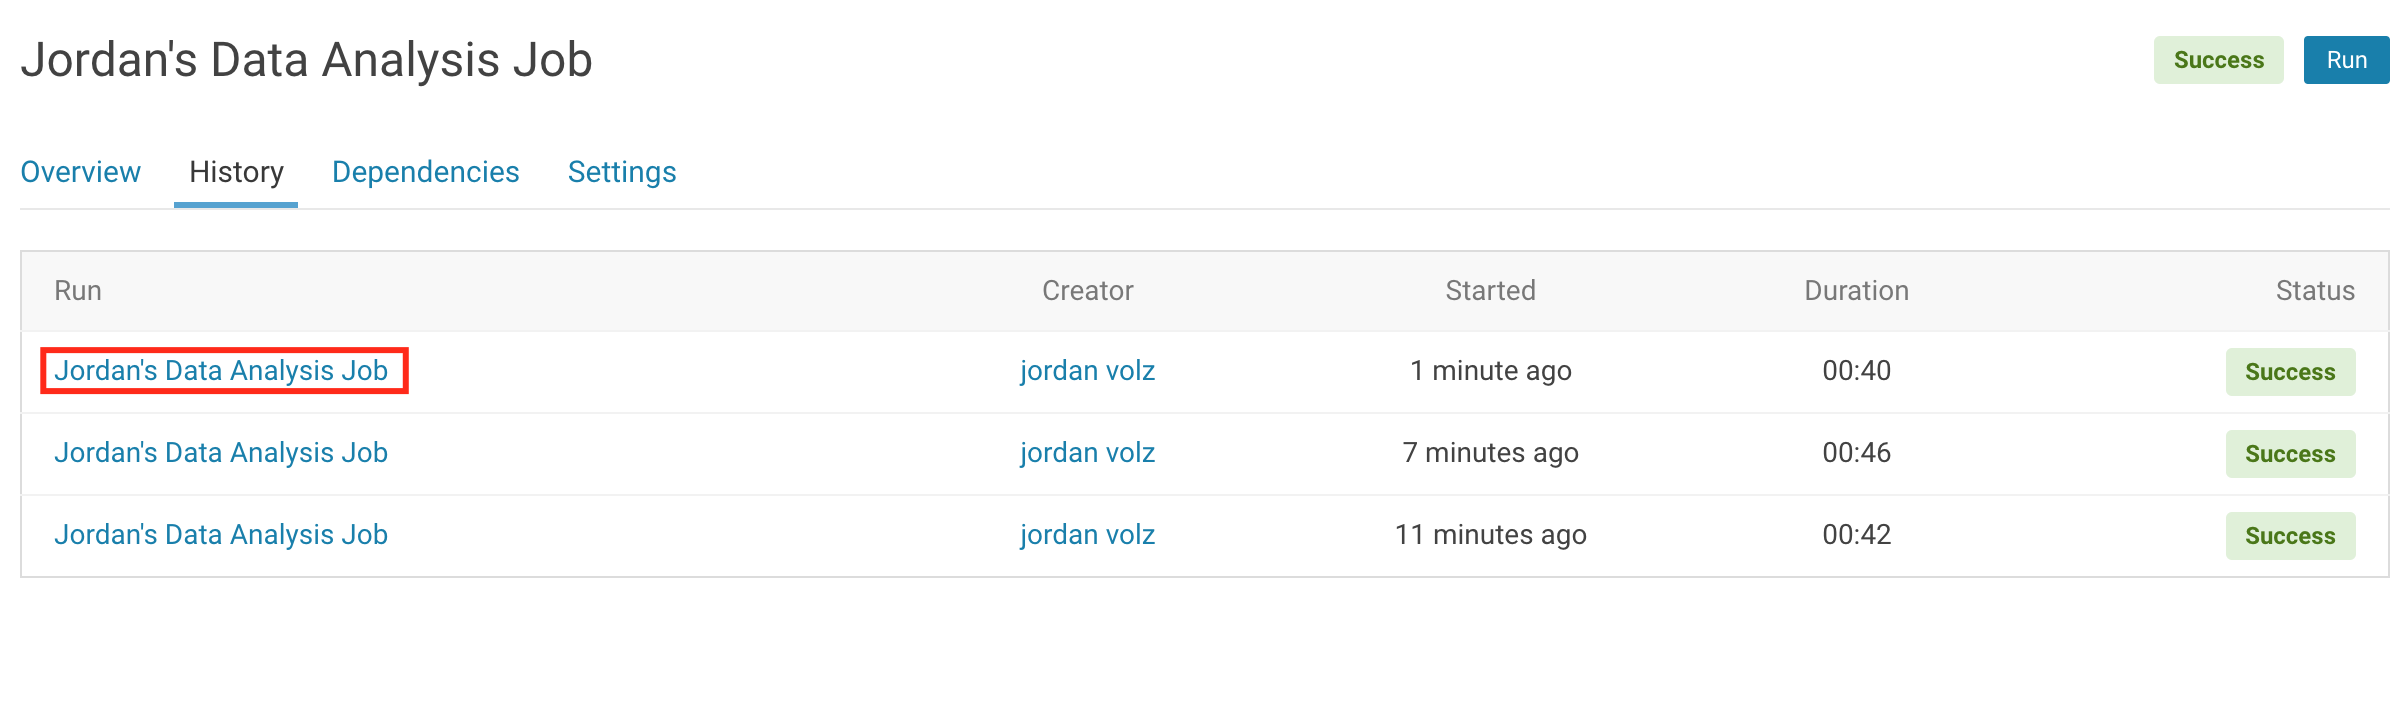 Jordan's Data Analysis Job Success Run
Overview History Dependencies Settings
Run Creator Started Duration Status
Jordan's Data Analysis Job jordan volz 1 minute ago 00:40 Success
Jordan's Data Analysis Job jordan volz 7 minutes ago 00:46 Success
Jordan's Data Analysis Job jordan volz 11 minutes ago 00:42 Success